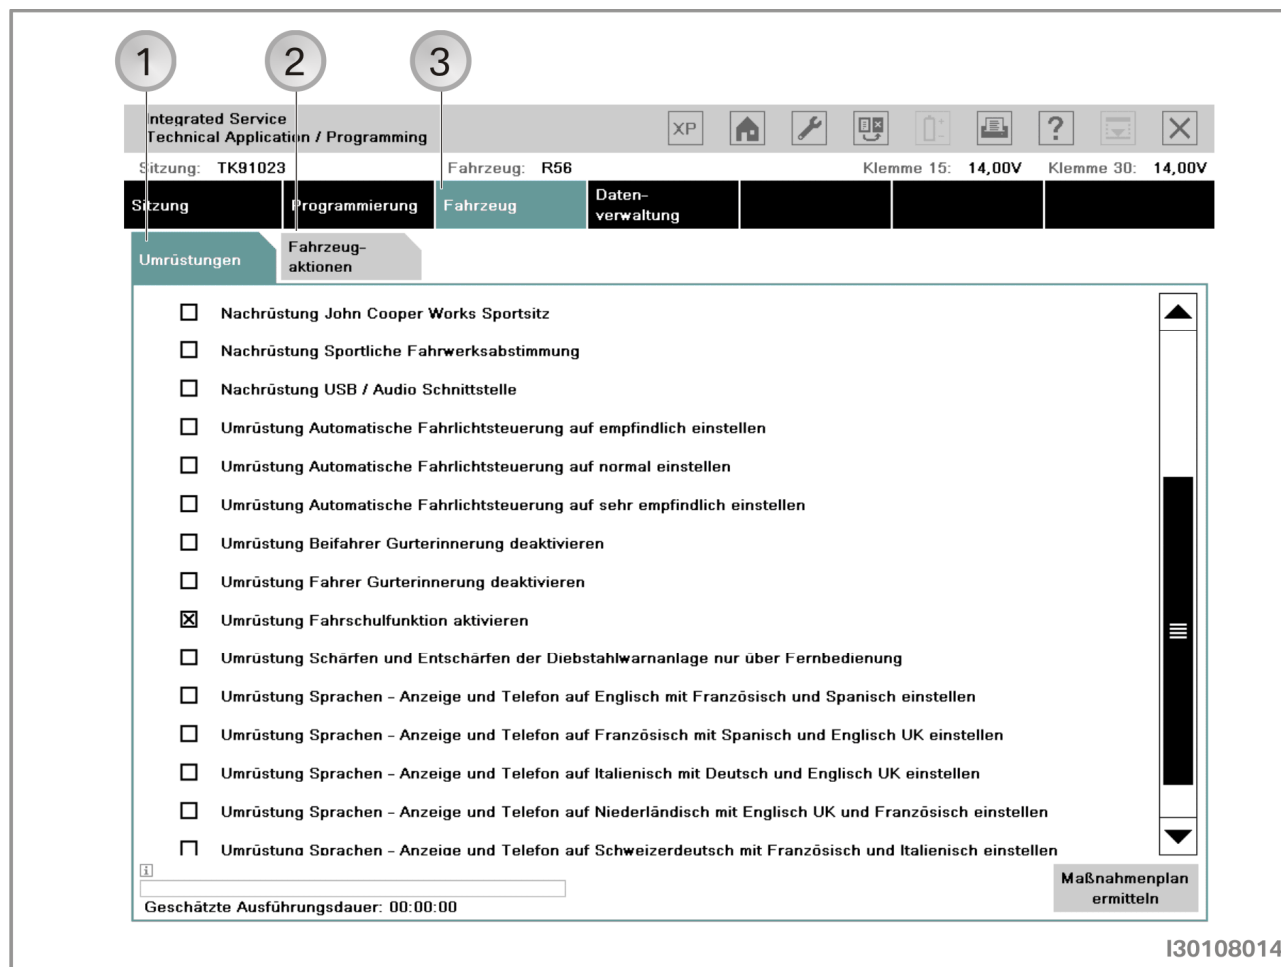 1 2 3
Integrated Service
Technical Application / Programming
XP
?
Sitzung: TK91023 Fahrzeug: R56 Klemme 15: 14,00V Klemme 30: 14,00V
Sitzung Programmierung Fahrzeug Daten-
verwaltung
Umrüstungen Fahrzeug-
aktionen
Nachrüstung John Cooper Works Sportsitz
Nachrüstung Sportliche Fahrwerksabstimmung
Nachrüstung USB / Audio Schnittstelle
Umrüstung Automatische Fahrlichtsteuerung auf empfindlich einstellen
Umrüstung Automatische Fahrlichtsteuerung auf normal einstellen
Umrüstung Automatische Fahrlichtsteuerung auf sehr empfindlich einstellen
Umrüstung Beifahrer Gurterinnerung deaktivieren
Umrüstung Fahrer Gurterinnerung deaktivieren
Umrüstung Fahrschulfunktion aktivieren
Umrüstung Schärfen und Entschärfen der Diebstahlwarnanlage nur über Fernbedienung
Umrüstung Sprachen - Anzeige und Telefon auf Englisch mit Französisch und Spanisch einstellen
Umrüstung Sprachen - Anzeige und Telefon auf Französisch mit Spanisch und Englisch UK einstellen
Umrüstung Sprachen - Anzeige und Telefon auf Italienisch mit Deutsch und Englisch UK einstellen
Umrüstung Sprachen - Anzeige und Telefon auf Niederländisch mit Englisch UK und Französisch einstellen
Umrüstung Sprachen - Anzeige und Telefon auf Schweizerdeutsch mit Französisch und Italienisch einstellen
i
Geschätzte Ausführungsdauer: 00:00:00
Maßnahmenplan
ermitteln
I30108014